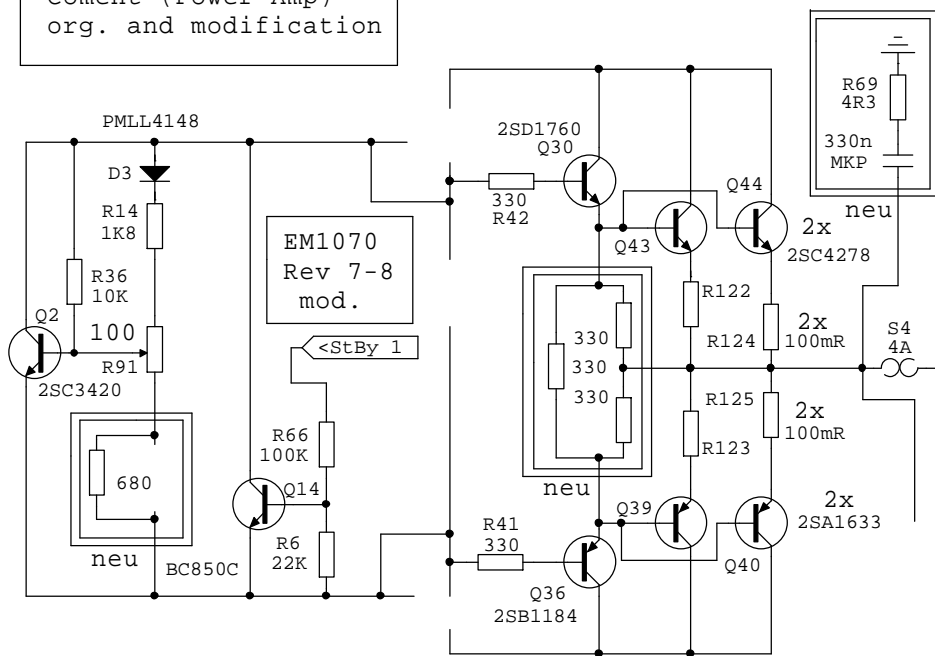 coment (Power Amp)
org. and modification
PMLL4148
D3
R14
1K8
R36
10K
Q2
100
R91
2SC3420
680
neu
BC850C
EM1070
Rev 7-8
mod.
<StBy 1
R66
100K
Q14
R6
22K
2SD1760
Q30
330
R42
Q43
Q44
2x
2SC4278
R122
R124
2x
100mR
330
330
330
neu
R125
2x
100mR
R123
Q39
2x
2SA1633
Q40
R41
330
Q36
2SB1184
R69
4R3
330n
MKP
neu
S4
4A